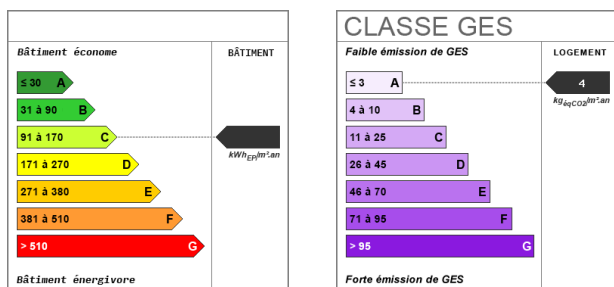 Bâtiment économe
BÂTIMENT
≤ 30 A
31 à 90 B
91 à 170 C
kWhEP/m².an
171 à 270 D
271 à 380 E
381 à 510 F
> 510 G
Bâtiment énergivore
CLASSE GES
Faible émission de GES
LOGEMENT
≤ 3 A
4
kgéqCO2/m².an
4 à 10 B
11 à 25 C
26 à 45 D
46 à 70 E
71 à 95 F
> 95 G
Forte émission de GES